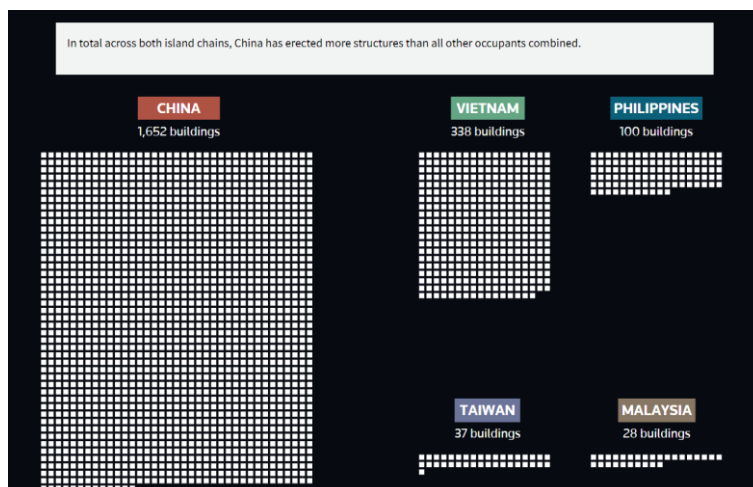 In total across both island chains, China has erected more structures than all other occupants combined.
CHINA
1,652 buildings
VIETNAM
338 buildings
PHILIPPINES
100 buildings
TAIWAN
37 buildings
MALAYSIA
28 buildings